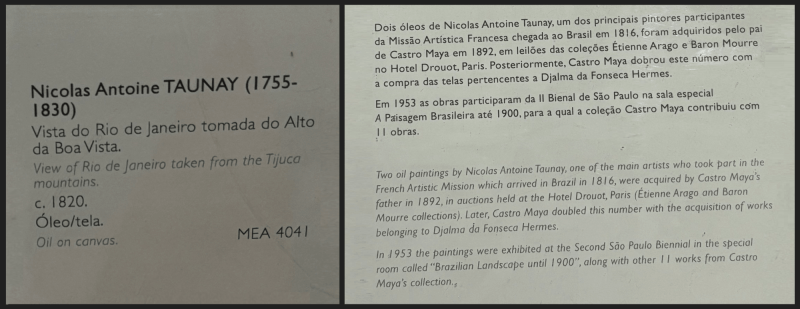 Nicolas Antoine TAUNAY (1755-
1830)
Vista do Rio de Janeiro tomada do Alto
da Boa Vista.
View of Rio de Janeiro taken from the Tijuca
mountains.
c. 1820.
Óleo/tela.
Oil on canvas.
MEA 4041
Dois óleos de Nicolas Antoine Taunay, um dos principais pintores participantes
da Missão Artística Francesa chegada ao Brasil em 1816, foram adquiridos pelo pai
de Castro Maya em 1892, em leilões das coleções Étienne Arago e Baron Mourre
no Hotel Drouot, Paris. Posteriormente, Castro Maya dobrou este número com
a compra das telas pertencentes a Djalma da Fonseca Hermes.
Em 1953 as obras participaram da II Bienal de São Paulo na sala especial
A Paisagem Brasileira até 1900, para a qual a coleção Castro Maya contribuiu com
11 obras.
Two oil paintings by Nicolas Antoine Taunay, one of the main artists who took part in the
French Artistic Mission which arrived in Brazil in 1816, were acquired by Castro Maya's
father in 1892, in auctions held at the Hotel Drouot, Paris (Étienne Arago and Baron
Mourre collections). Later, Castro Maya doubled this number with the acquisition of works
belonging to Djalma da Fonseca Hermes.
In 1953 the paintings were exhibited at the Second São Paulo Biennial in the special
room called "Brazilian Landscape until 1900", along with other 11 works from Castro
Maya's collection.